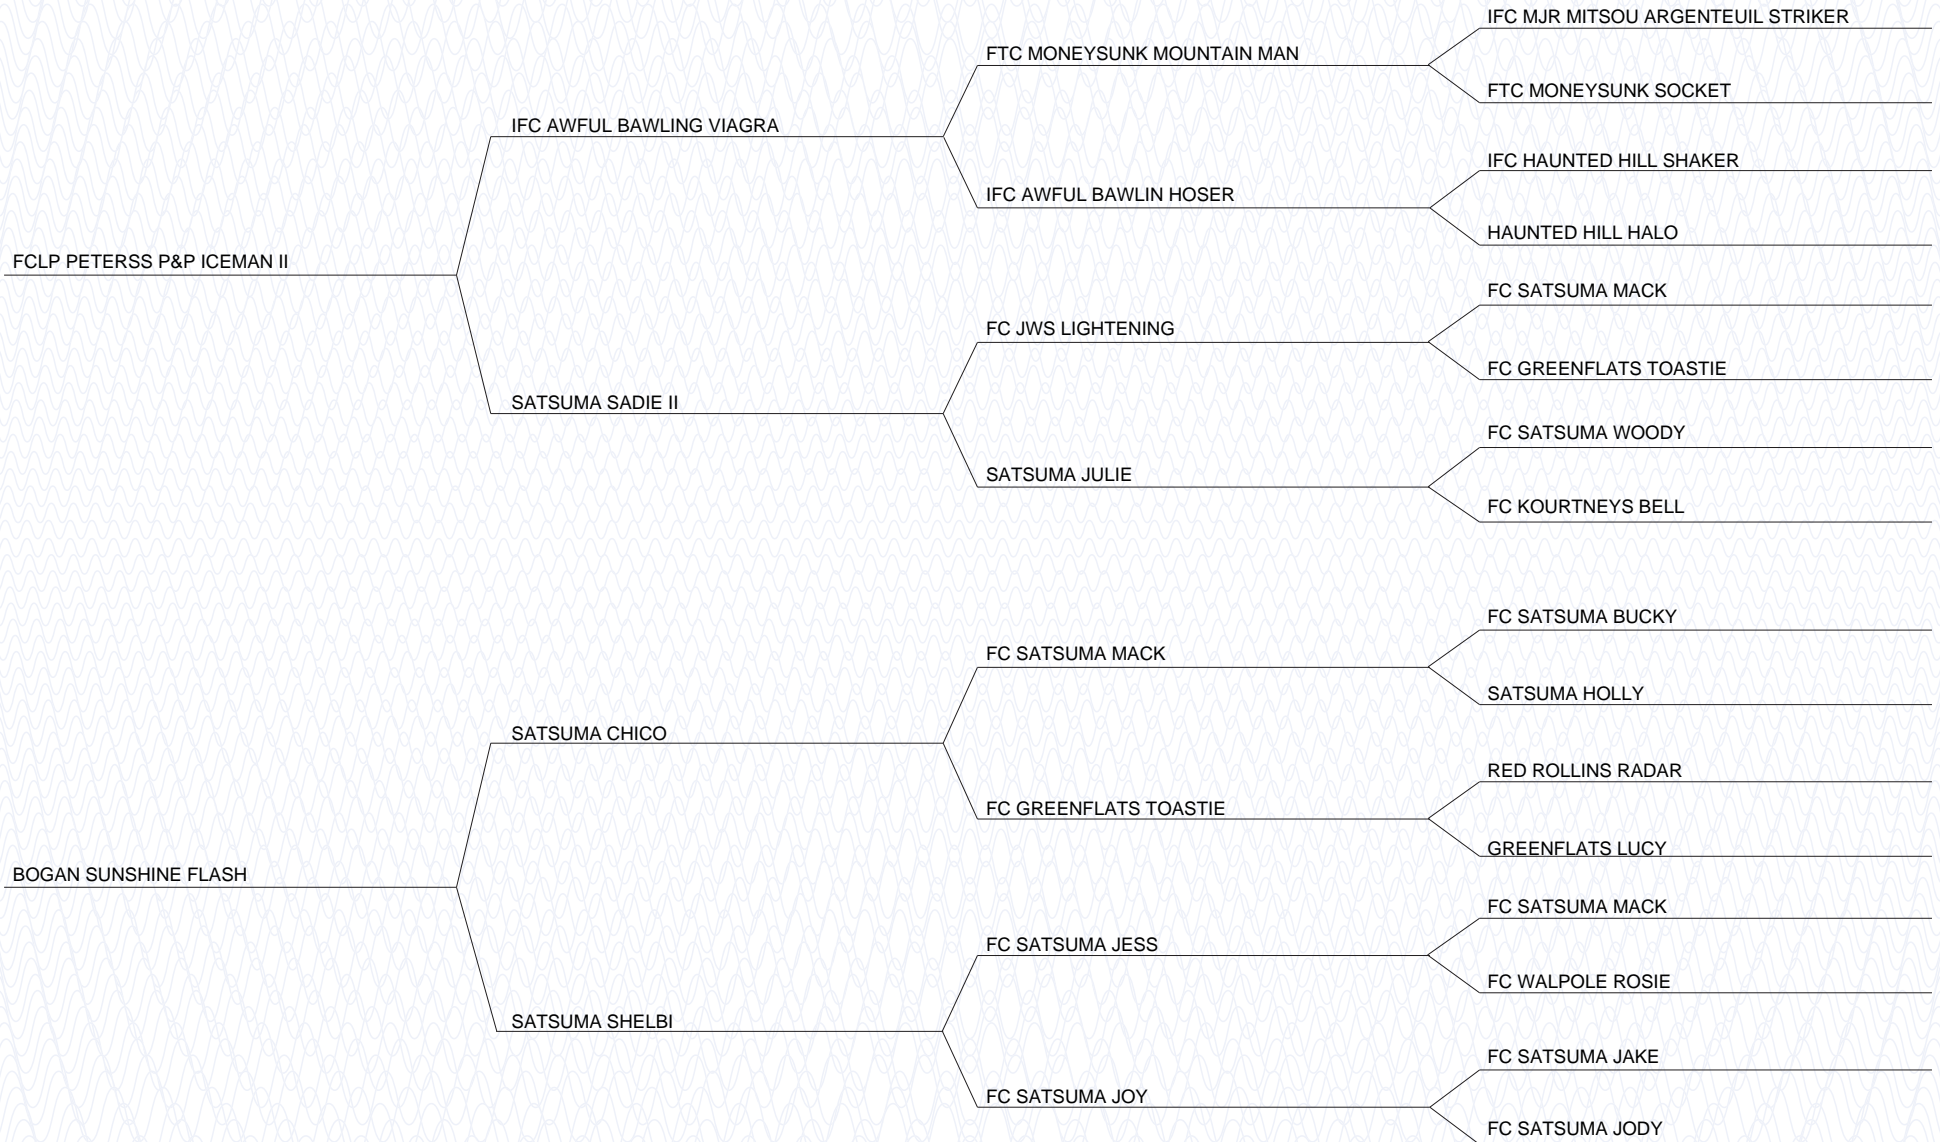 IFC MJR MITSOU ARGENTEUIL STRIKER
FTC MONEYSUNK MOUNTAIN MAN
FTC MONEYSUNK SOCKET
IFC AWFUL BAWLING VIAGRA
IFC HAUNTED HILL SHAKER
IFC AWFUL BAWLIN HOSER
HAUNTED HILL HALO
FCLP PETERSS P&P ICEMAN II
FC SATSUMA MACK
FC JWS LIGHTENING
FC GREENFLATS TOASTIE
SATSUMA SADIE II
FC SATSUMA WOODY
SATSUMA JULIE
FC KOURTNEYS BELL
FC SATSUMA BUCKY
FC SATSUMA MACK
SATSUMA HOLLY
SATSUMA CHICO
RED ROLLINS RADAR
FC GREENFLATS TOASTIE
GREENFLATS LUCY
BOGAN SUNSHINE FLASH
FC SATSUMA MACK
FC SATSUMA JESS
FC WALPOLE ROSIE
SATSUMA SHELBI
FC SATSUMA JAKE
FC SATSUMA JOY
FC SATSUMA JODY